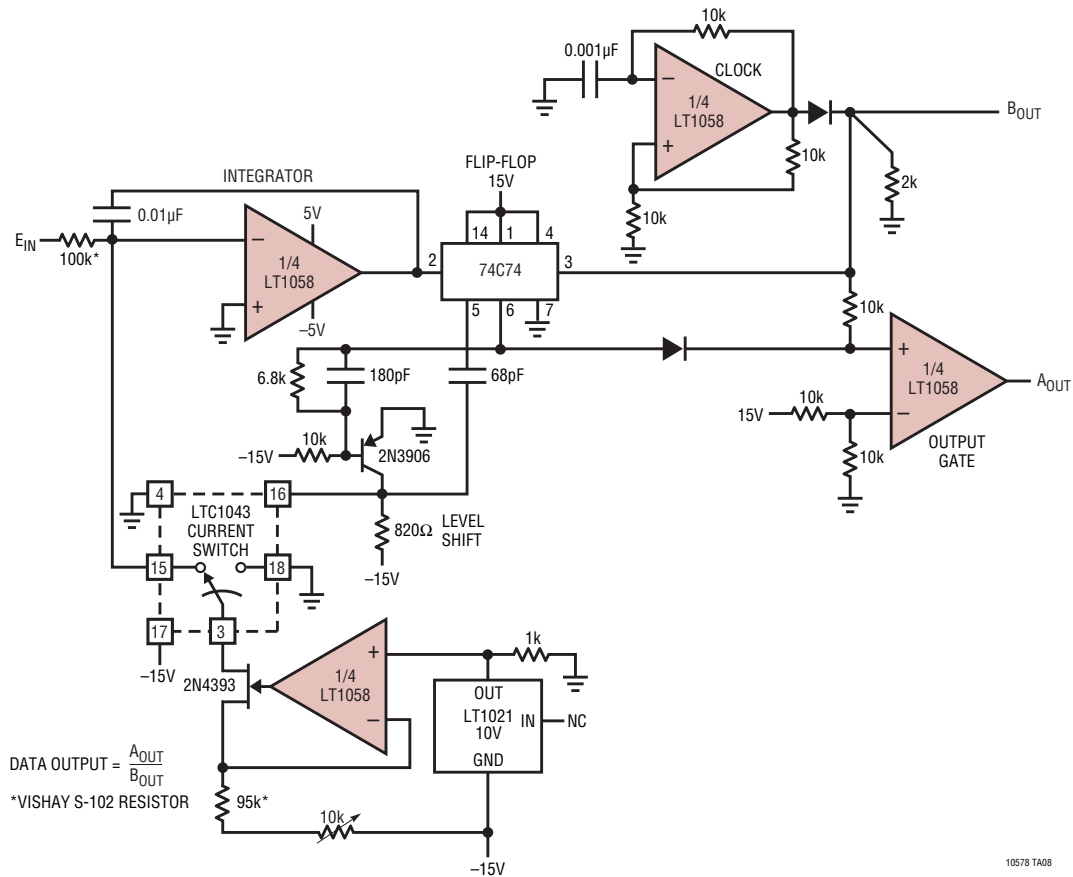 10k
0.001µF
CLOCK
–
1/4
LT1058
+
BOUT
10k
2k
10k
FLIP-FLOP
15V
INTEGRATOR
0.01µF
5V
EIN
100k*
–
1/4
LT1058
+
–5V
14
1
4
2
74C74
3
5
6
7
10k
6.8k
180pF
68pF
+
1/4
LT1058
–
AOUT
15V
10k
10k
OUTPUT
GATE
10k
–15V
2N3906
4
16
LTC1043
CURRENT
SWITCH
820Ω
LEVEL
SHIFT
–15V
15
18
17
3
–15V
2N4393
+
1/4
LT1058
–
1k
OUT
LT1021
10V
IN
NC
GND
DATA OUTPUT = AOUT
BOUT
*VISHAY S-102 RESISTOR
95k*
10k
–15V
10578 TA08